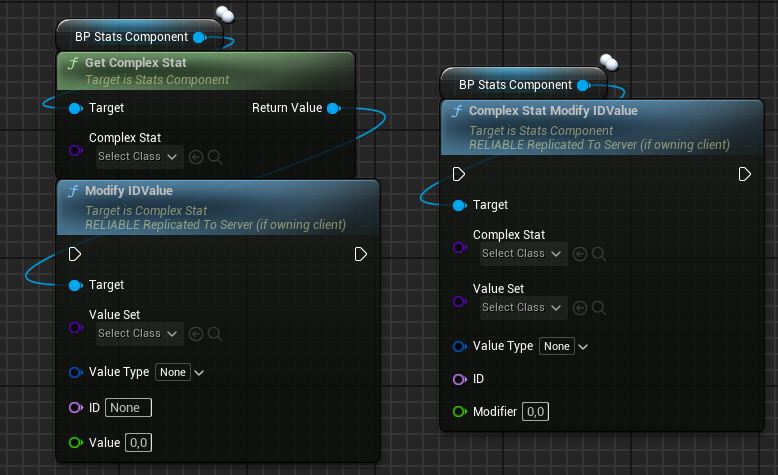 BP Stats Component
f Get Complex Stat
Target is Stats Component
Target
Return Value
Complex Stat
Select Class
f Modify IDValue
Target is Complex Stat
RELIABLE Replicated To Server (if owning client)
Target
Value Set
Select Class
Value Type None
ID None
Value 0,0
BP Stats Component
f Complex Stat Modify IDValue
Target is Stats Component
RELIABLE Replicated To Server (if owning client)
Target
Complex Stat
Select Class
Value Set
Select Class
Value Type None
ID
Modifier 0,0